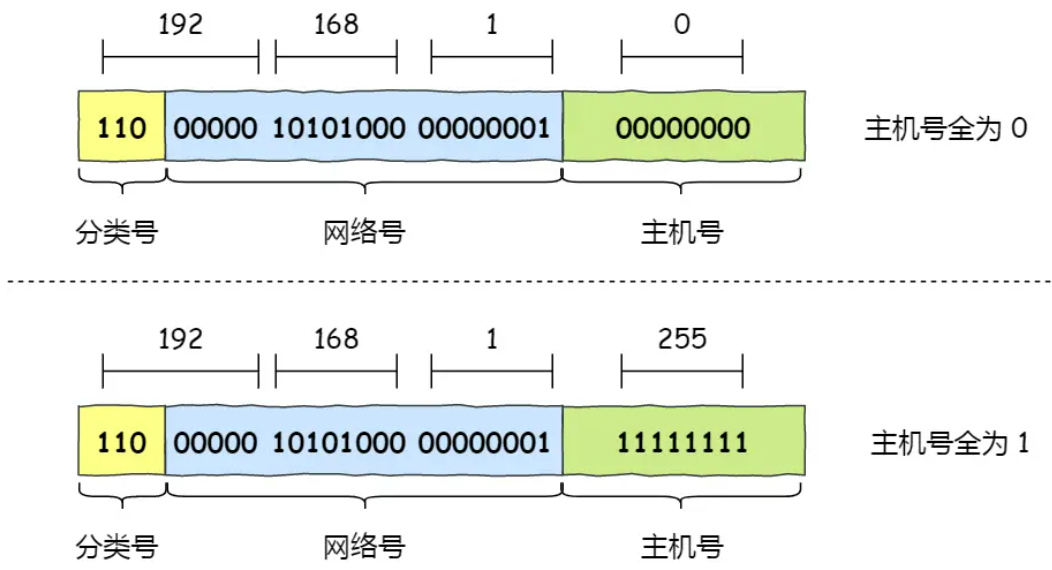 192 168 1 0
110 00000 10101000 00000001 00000000 主机号全为 0
分类号 网络号 主机号
192 168 1 255
110 00000 10101000 00000001 11111111 主机号全为 1
分类号 网络号 主机号